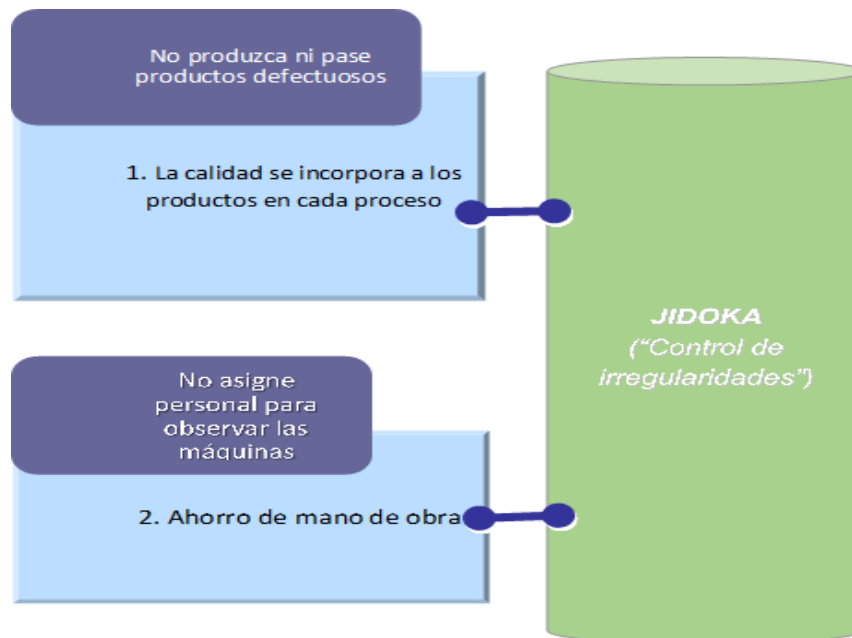 No produzca ni pase
productos defectuosos
1. La calidad se incorpora a los
productos en cada proceso
JIDOKA
(“Control de
irregularidades”)
No asigne
personal para
observar las
máquinas
2. Ahorro de mano de obra